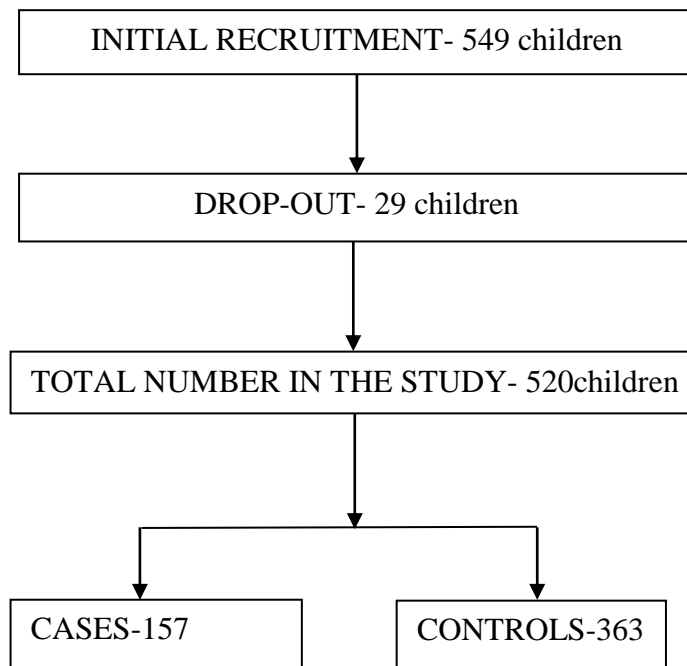 INITIAL RECRUITMENT- 549 children
DROP-OUT- 29 children
TOTAL NUMBER IN THE STUDY- 520children
CASES-157
CONTROLS-363